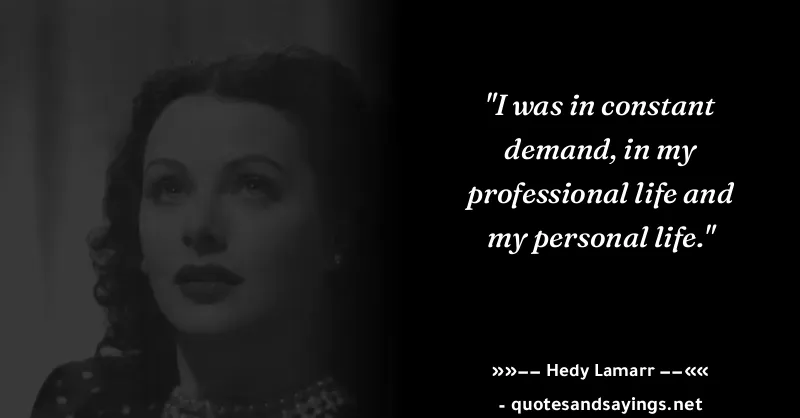 "I was in constant
demand, in my
professional life and
my personal life."
»»−− Hedy Lamarr −−««
- quotesandsayings.net